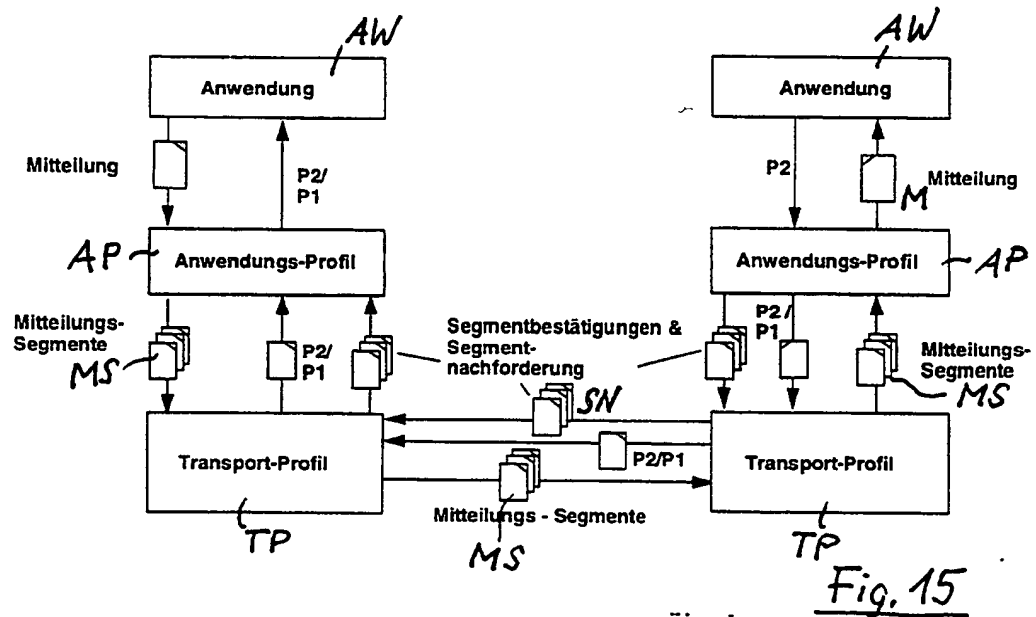 AW
AW
Anwendung
Anwendung
Mitteilung
P2/
P1
P2
M
Mitteilung
AP
Anwendungs-Profil
Anwendungs-Profil
AP
Mitteilungs-
Segmente
MS
P2/
P1
Segmentbestätigungen &
Segment-
nachforderung
P2/
P1
Mitteilungs-
Segmente
MS
SN
Transport-Profil
P2/P1
Transport-Profil
Mitteilungs - Segmente
TP
MS
TP
Fig. 15